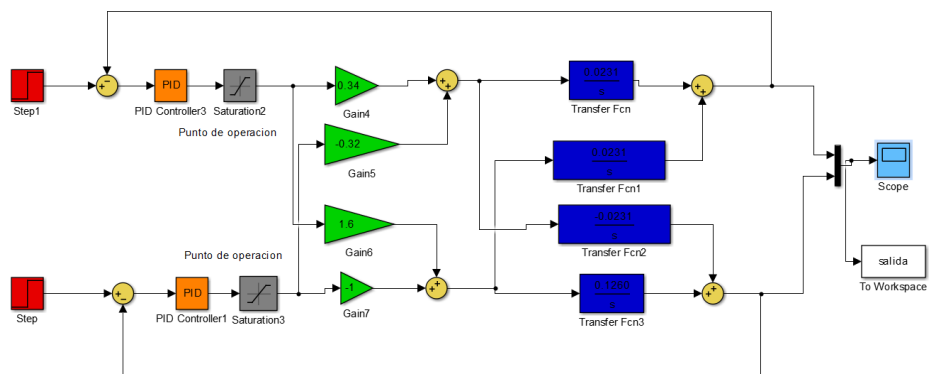 Step1
PID
PID Controller3
Saturation2
Punto de operacion
0.34
Gain4
-0.32
Gain5
0.0231
s
Transfer Fcn
0.0231
s
Transfer Fcn1
Scope
1.6
Gain6
0.0231
s
Transfer Fcn2
Punto de operacion
salida
To Workspace
Step
PID
PID Controller1
Saturation3
-1
Gain7
0.1260
s
Transfer Fcn3